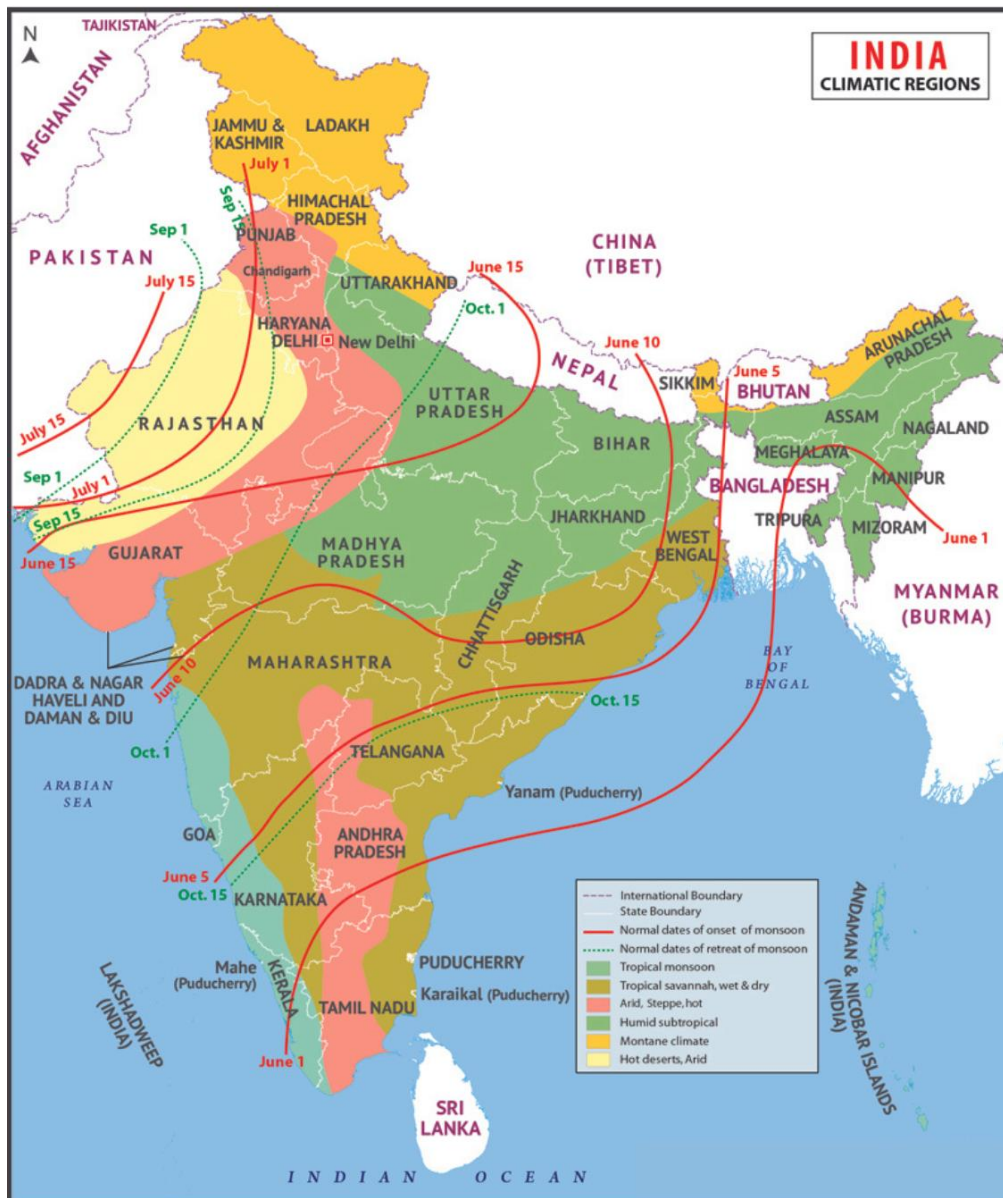 N
TAJIKISTAN
INDIA
CLIMATIC REGIONS
AFGHANISTAN
JAMMU &
KASHMIR
LADAKH
July 1
Sep 15
HIMACHAL
PRADESH
Sep 1
PUNJAB
PAKISTAN
CHINA
(TIBET)
Chandigarh
July 15
UTTARAKHAND
June 15
Oct. 1
HARYANA
DELHI
New Delhi
June 10
ARUNACHAL
PRADESH
NEPAL
SIKKIM
June 5
BHUTAN
UTTAR
PRADESH
RAJASTHAN
ASSAM
NAGALAND
July 15
BIHAR
MEGHALAYA
Sep 1
July 1
MANIPUR
BANGLADESH
Sep 15
JHARKHAND
TRIPURA
MIZORAM
WEST
BENGAL
June 1
June 15
GUJARAT
MADHYA
PRADESH
MYANMAR
(BURMA)
CHHATTISGARH
ODISHA
BAY
OF
BENGAL
MAHARASHTRA
June 10
DADRA & NAGAR
HAVELI AND
DAMAN & DIU
Oct. 15
Oct. 1
TELANGANA
ARABIAN
SEA
Yanam (Puducherry)
GOA
ANDHRA
PRADESH
June 5
Oct. 15
KARNATAKA
International Boundary
State Boundary
Normal dates of onset of monsoon
Normal dates of retreat of monsoon
Tropical monsoon
Tropical savannah, wet & dry
Arid, Steppe, hot
Humid subtropical
Montane climate
Hot deserts, Arid
ANDAMAN & NICOBAR ISLANDS
(INDIA)
Mahe
(Puducherry)
KERALA
PUDUCHERRY
Karaikal (Puducherry)
LAKSHADWEEP
(INDIA)
TAMIL NADU
June 1
SRI
LANKA
INDIAN OCEAN